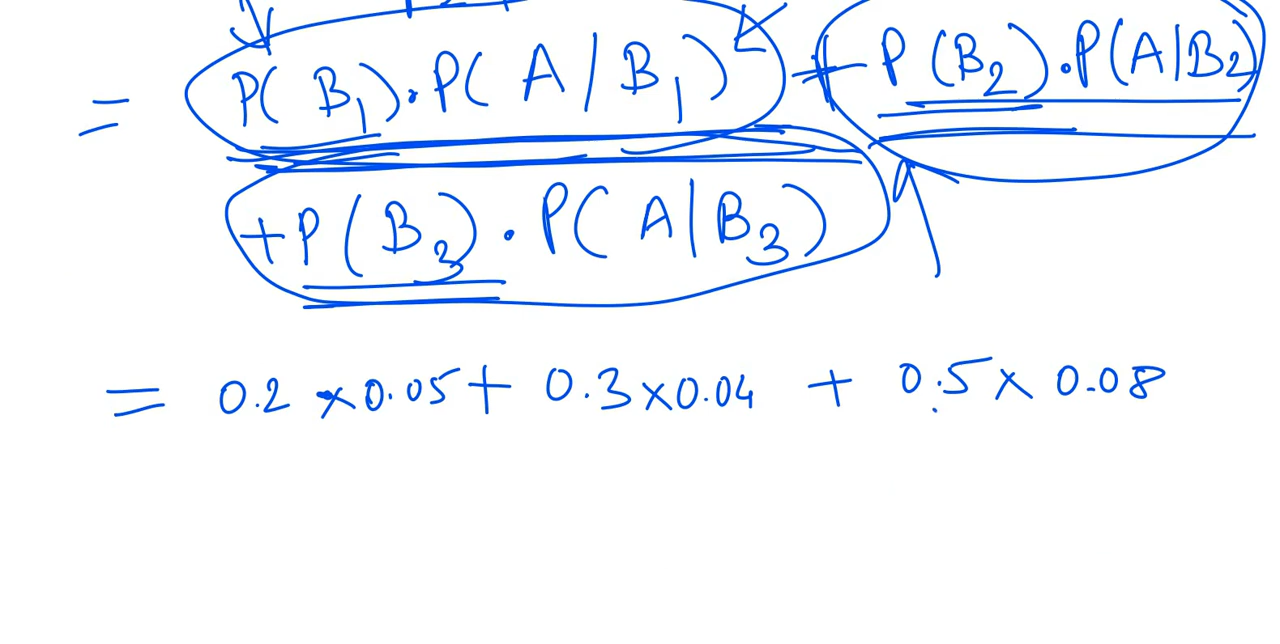 = P(B₁).P(A/B₁) + P(B₂).P(A|B₂)
+P(B₃).P(A|B₃)
= 0.2 ×0.05+ 0.3×0.04 + 0.5× 0.08